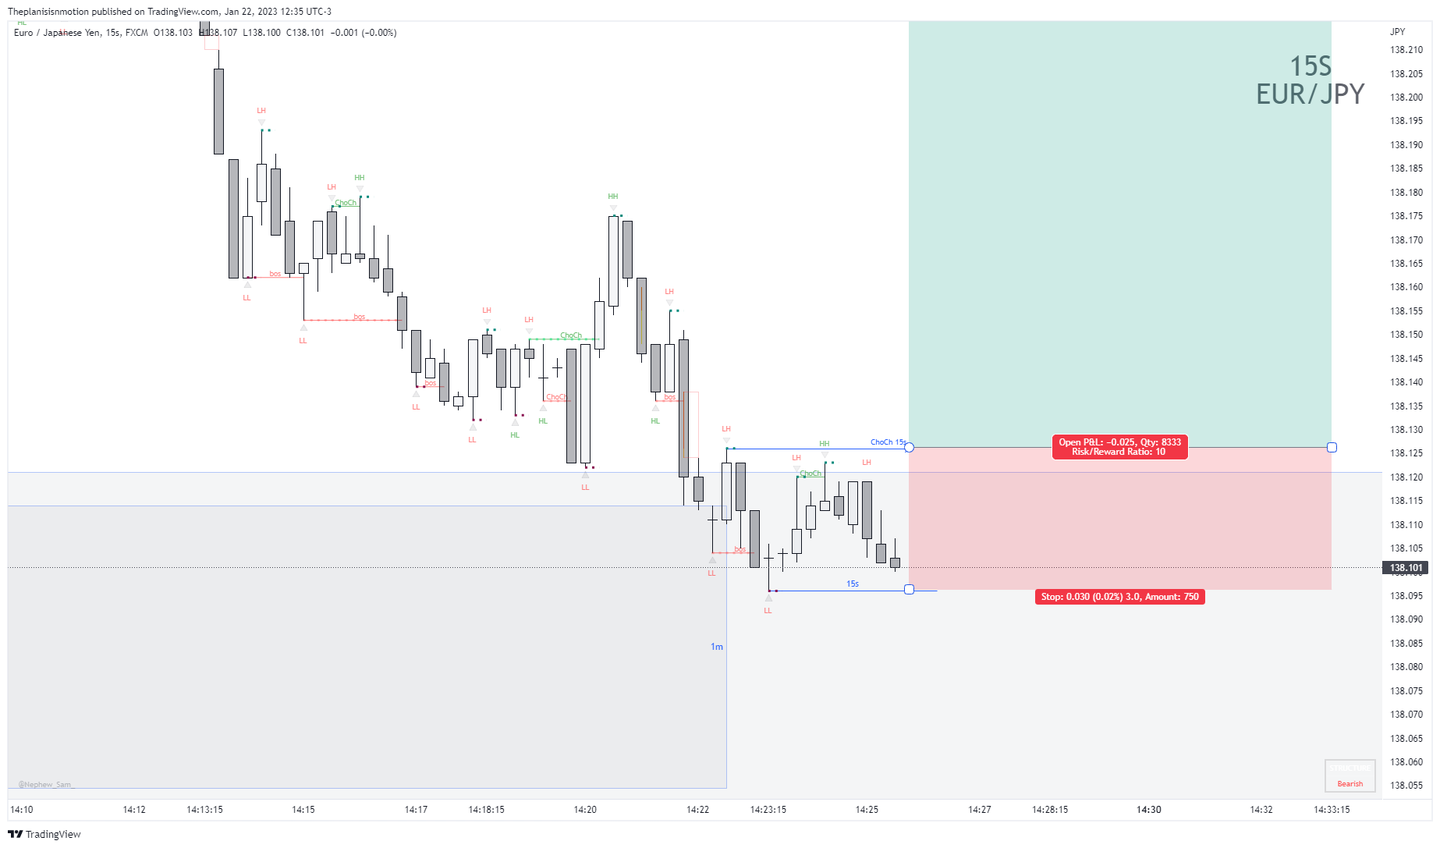 Theplanisisnmotion published on TradingView.com, Jan 22, 2023 12:35 UTC-3
HL
Euro / Japanese Yen, 15s, FXCM O138.103 H138.107 L138.100 C138.101 −0.001 (−0.00%)
JPY
15S
EUR/JPY
138.210
138.205
138.200
138.195
138.190
138.185
138.180
138.175
138.170
138.165
138.160
138.155
138.150
138.145
138.140
138.135
138.130
138.125
138.120
138.115
138.110
138.105
138.101
138.095
138.090
138.085
138.080
138.075
138.070
138.065
138.060
138.055
LH
LH
HH
ChoCh
HH
bos
LL
bos
LL
LH
LH
LH
ChoCh
bos
LL
ChoCh
HL
HL
LL
LL
bos
HL
LH
ChoCh 15s
HH
LH
LH
ChoCh
bos
LL
15s
LL
1m
Open P&L: −0.025, Qty: 8333
Risk/Reward Ratio: 10
Stop: 0.030 (0.02%) 3.0, Amount: 750
@Nephew_Sam_
Bearish
14:10 14:12 14:13:15 14:15 14:17 14:18:15 14:20 14:22 14:23:15 14:25 14:27 14:28:15 14:30 14:32 14:33:15
TradingView